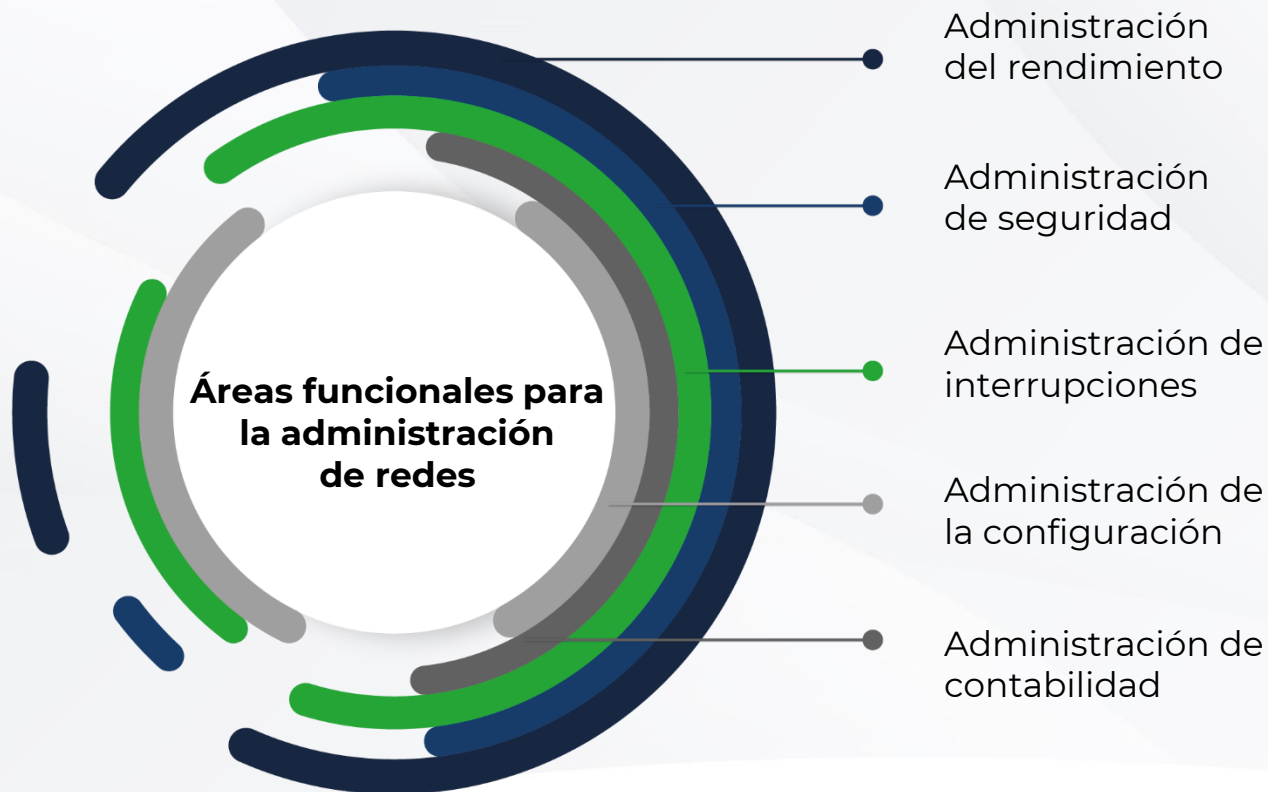 Administración
del rendimiento
Administración
de seguridad
Administración de
interrupciones
Áreas funcionales para
la administración
de redes
Administración de
la configuración
Administración de
contabilidad